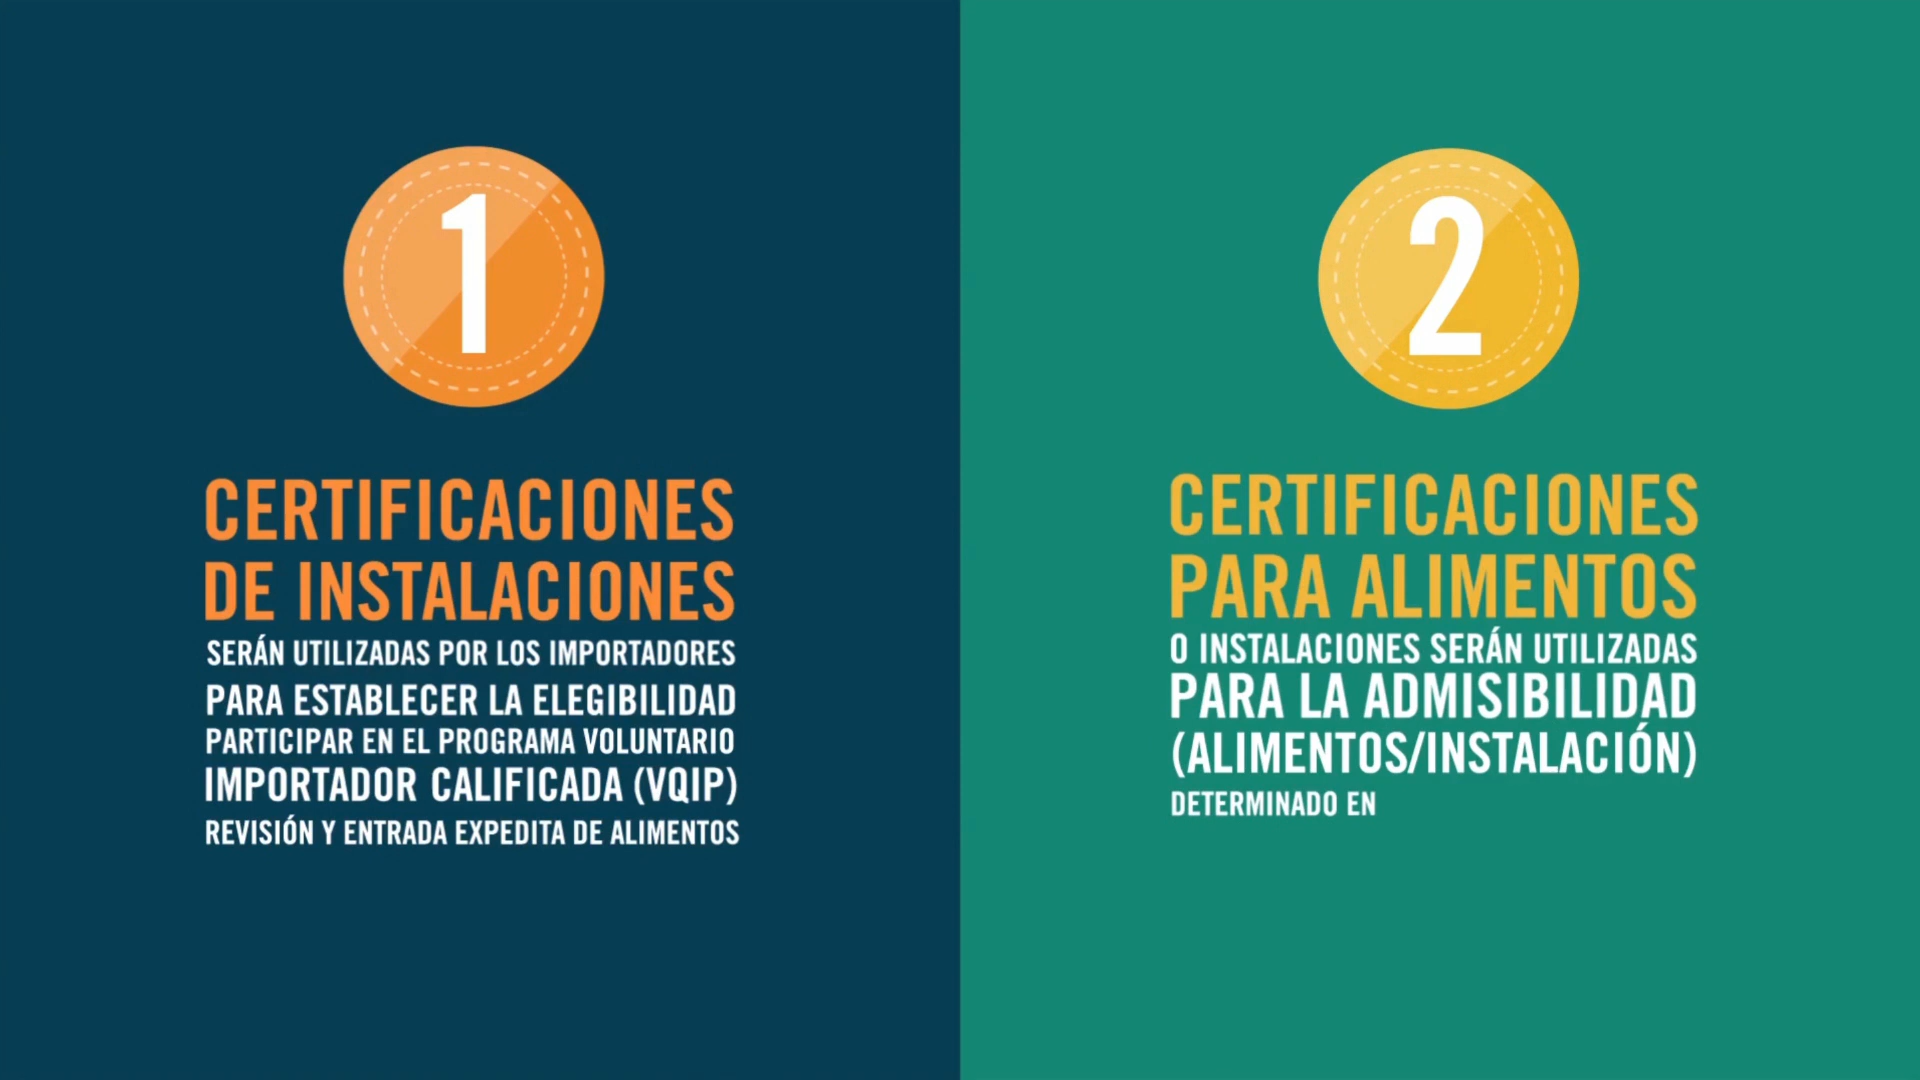 1
CERTIFICACIONES
DE INSTALACIONES
SERÁN UTILIZADAS POR LOS IMPORTADORES
PARA ESTABLECER LA ELEGIBILIDAD
PARTICIPAR EN EL PROGRAMA VOLUNTARIO
IMPORTADOR CALIFICADA (VQIP)
REVISIÓN Y ENTRADA EXPEDITA DE ALIMENTOS
2
CERTIFICACIONES
PARA ALIMENTOS
O INSTALACIONES SERÁN UTILIZADAS
PARA LA ADMISIBILIDAD
(ALIMENTOS/INSTALACIÓN)
DETERMINADO EN